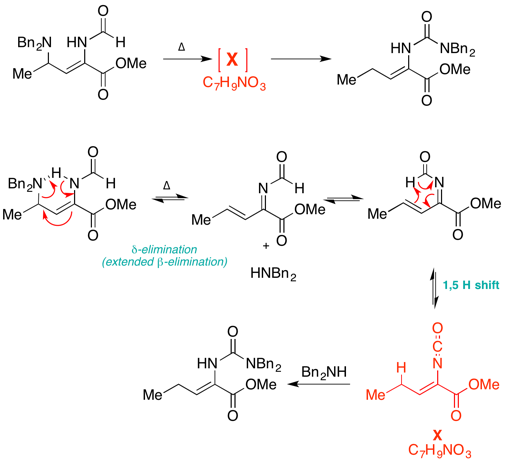 O
Bn₂N
HN
H
Me
OMe
O
Δ
[X]
C₇H₉NO₃
O
HN
NBn₂
Me
OMe
O
Bn₂N
H
N
O
H
Me
OMe
O
Δ
δ-elimination
(extended β-elimination)
O
N
H
Me
OMe
O
+
HNBn₂
O
H
N
Me
OMe
O
1,5 H shift
O
HN
NBn₂
Me
OMe
O
Bn₂NH
O
C
N
H
Me
OMe
O
X
C₇H₉NO₃